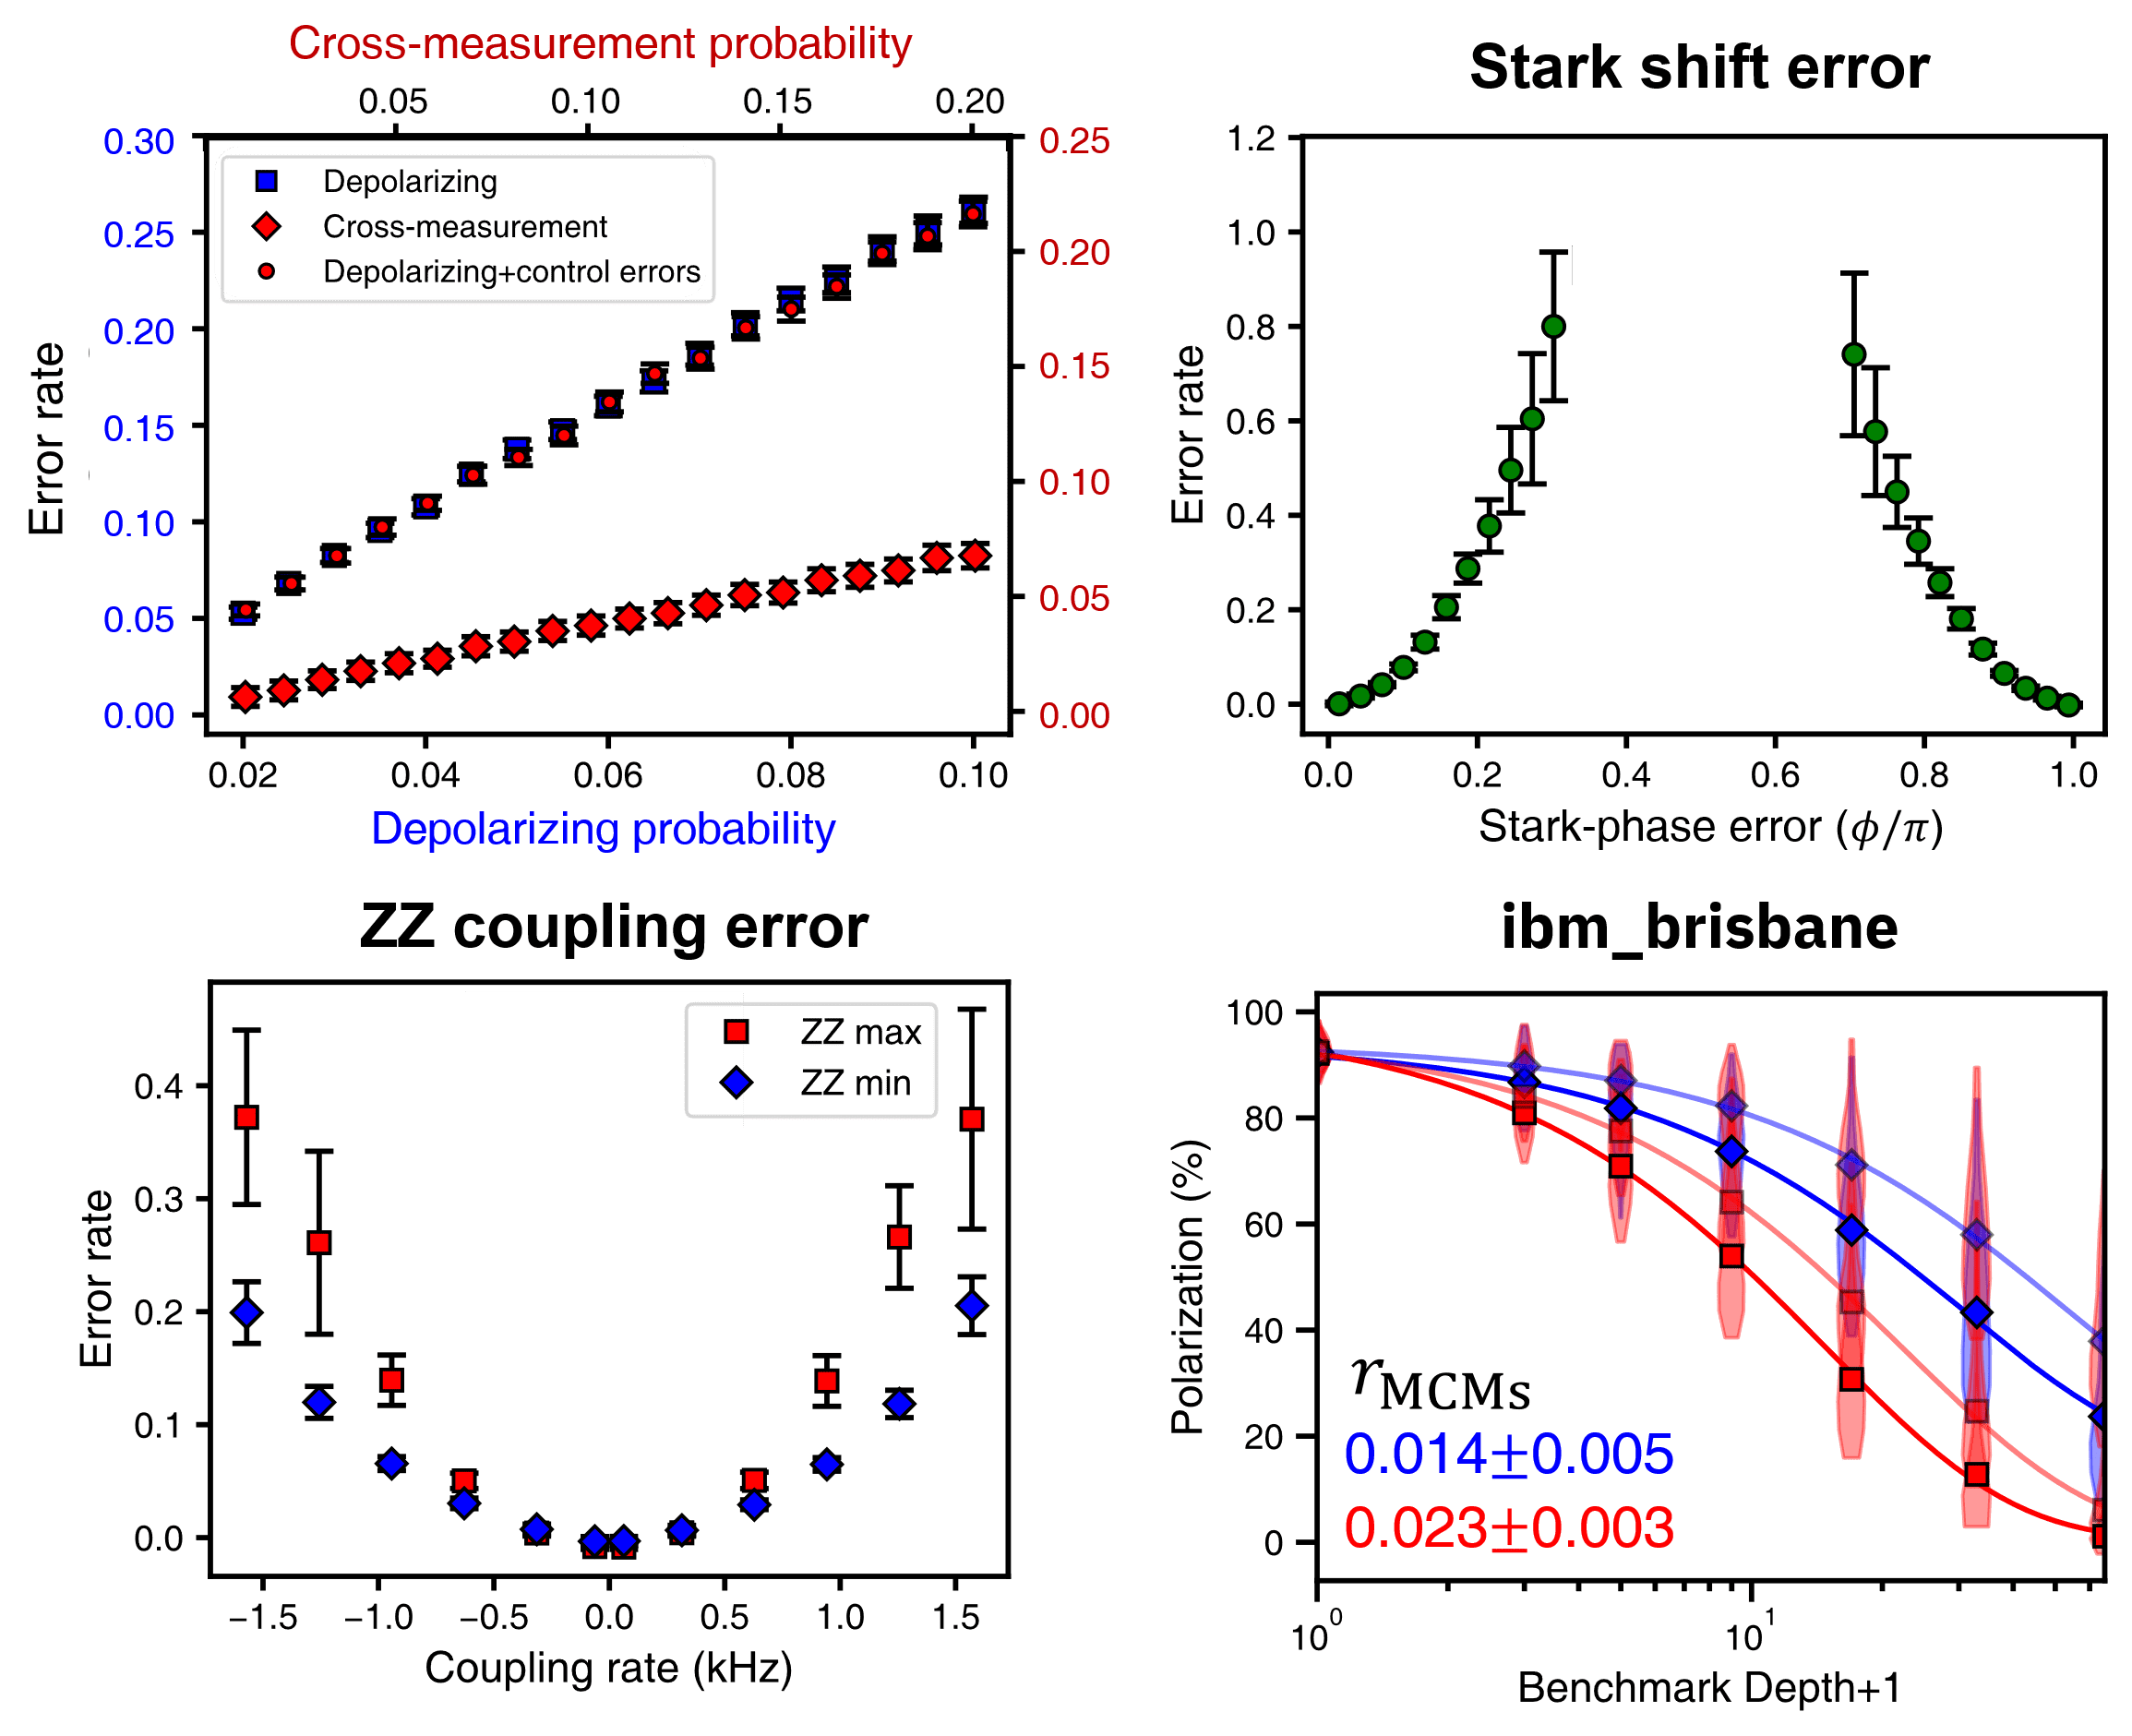 Cross-measurement probability
0.05 0.10 0.15 0.20
0.30
0.25
0.20
0.15
0.10
0.05
0.00
Error rate
Depolarizing
Cross-measurement
Depolarizing+control errors
0.25
0.20
0.15
0.10
0.05
0.00
0.02 0.04 0.06 0.08 0.10
Depolarizing probability
Stark shift error
1.2
1.0
0.8
0.6
0.4
0.2
0.0
Error rate
0.0 0.2 0.4 0.6 0.8 1.0
Stark-phase error (ϕ/π)
ZZ coupling error
ZZ max
ZZ min
0.4
0.3
0.2
0.1
0.0
Error rate
−1.5 −1.0 −0.5 0.0 0.5 1.0 1.5
Coupling rate (kHz)
ibm_brisbane
100
80
60
40
20
0
Polarization (%)
r_MCMs
0.014±0.005
0.023±0.003
10⁰ 10¹
Benchmark Depth+1